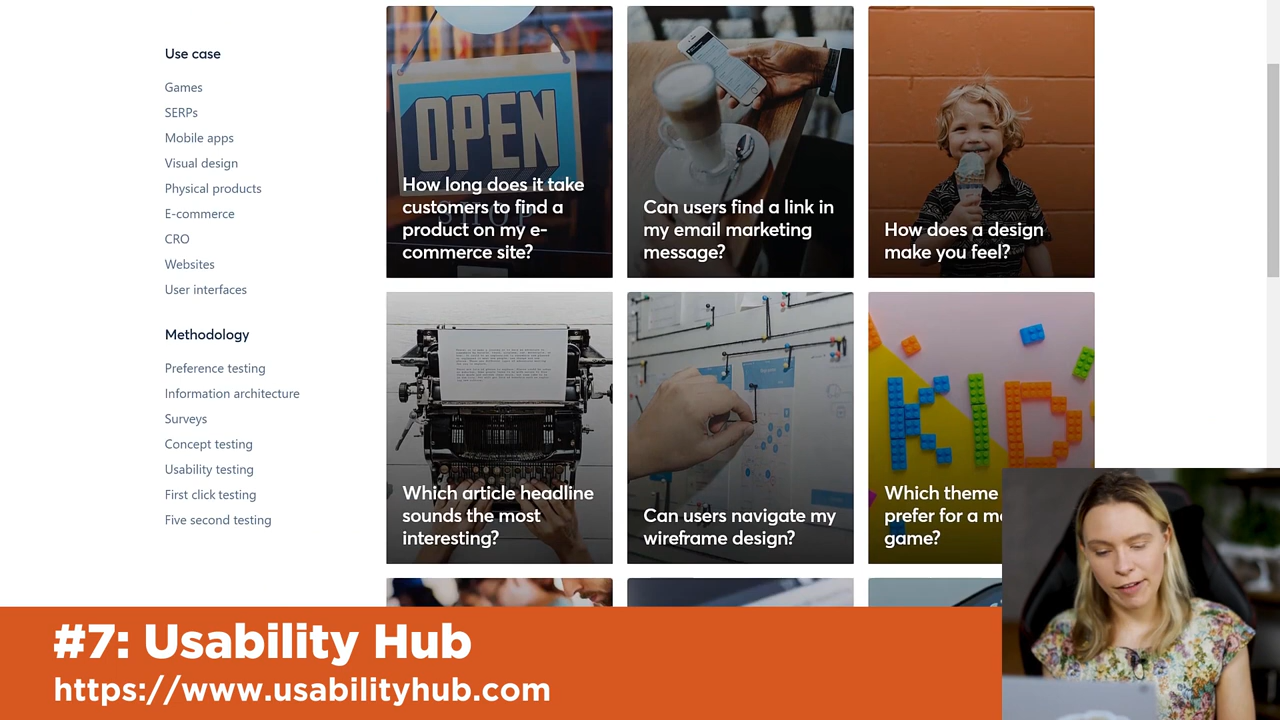 Use case
Games
SERPs
Mobile apps
Visual design
Physical products
E-commerce
CRO
Websites
User interfaces
Methodology
Preference testing
Information architecture
Surveys
Concept testing
Usability testing
First click testing
Five second testing
OPEN
SHOP
How long does it take
customers to find a
product on my e-
commerce site?
Can users find a link in
my email marketing
message?
How does a design
make you feel?
Which article headline
sounds the most
interesting?
Can users navigate my
wireframe design?
KID
Which theme
prefer for a
game?
#7: Usability Hub
https://www.usabilityhub.com